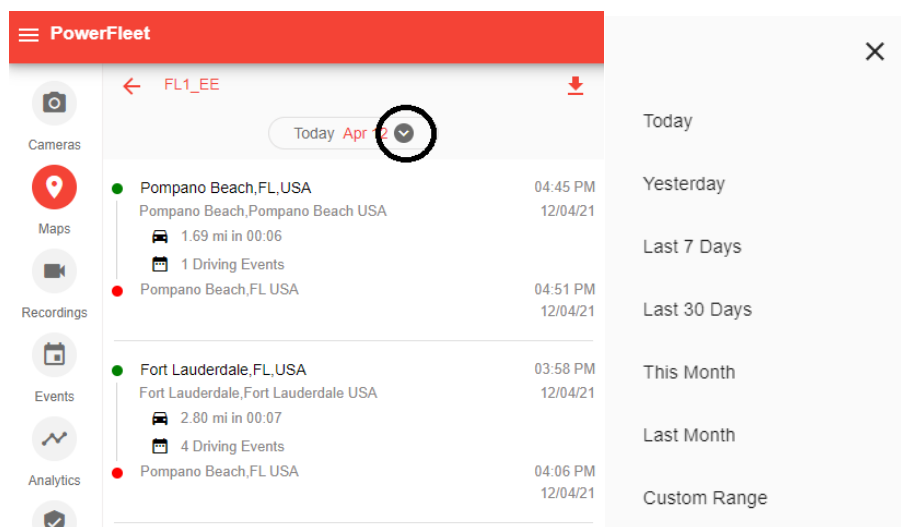 PowerFleet
FL1_EE
Today Apr 12
Cameras
Maps
Recordings
Events
Analytics
Pompano Beach,FL,USA 04:45 PM
Pompano Beach,Pompano Beach USA 12/04/21
1.69 mi in 00:06
1 Driving Events
Pompano Beach,FL USA 04:51 PM
12/04/21
Fort Lauderdale,FL,USA 03:58 PM
Fort Lauderdale,Fort Lauderdale USA 12/04/21
2.80 mi in 00:07
4 Driving Events
Pompano Beach,FL USA 04:06 PM
12/04/21
Today
Yesterday
Last 7 Days
Last 30 Days
This Month
Last Month
Custom Range